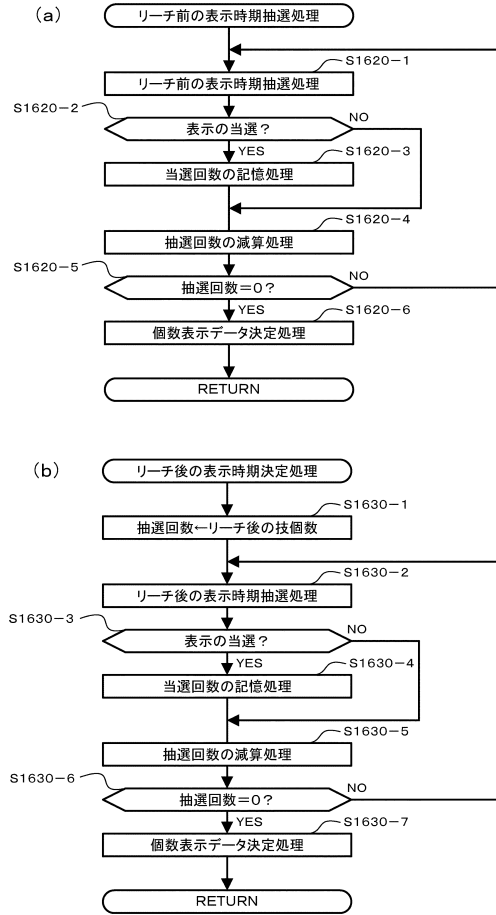 (a)
リーチ前の表示時期抽選処理
S1620-1
リーチ前の表示時期抽選処理
S1620-2
表示の当選?
NO
YES
S1620-3
当選回数の記憶処理
S1620-4
抽選回数の減算処理
S1620-5
抽選回数=0?
NO
YES
S1620-6
個数表示データ決定処理
RETURN
(b)
リーチ後の表示時期決定処理
S1630-1
抽選回数←リーチ後の技個数
S1630-2
リーチ後の表示時期抽選処理
S1630-3
表示の当選?
NO
YES
S1630-4
当選回数の記憶処理
S1630-5
抽選回数の減算処理
S1630-6
抽選回数=0?
NO
YES
S1630-7
個数表示データ決定処理
RETURN